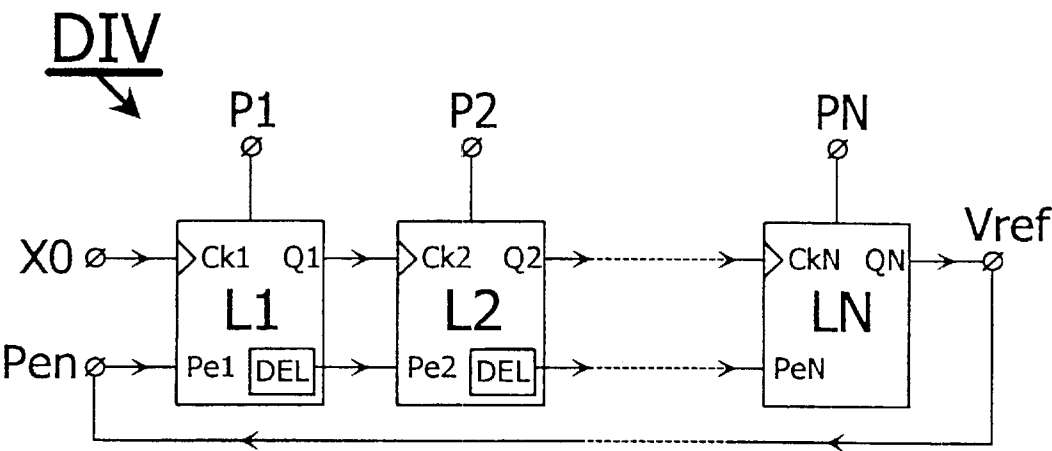 DIV
P1 P2 PN
Vref
X0 Ck1 Q1 Ck2 Q2 CkN QN
L1 L2 LN
Pen Pe1 DEL Pe2 DEL PeN